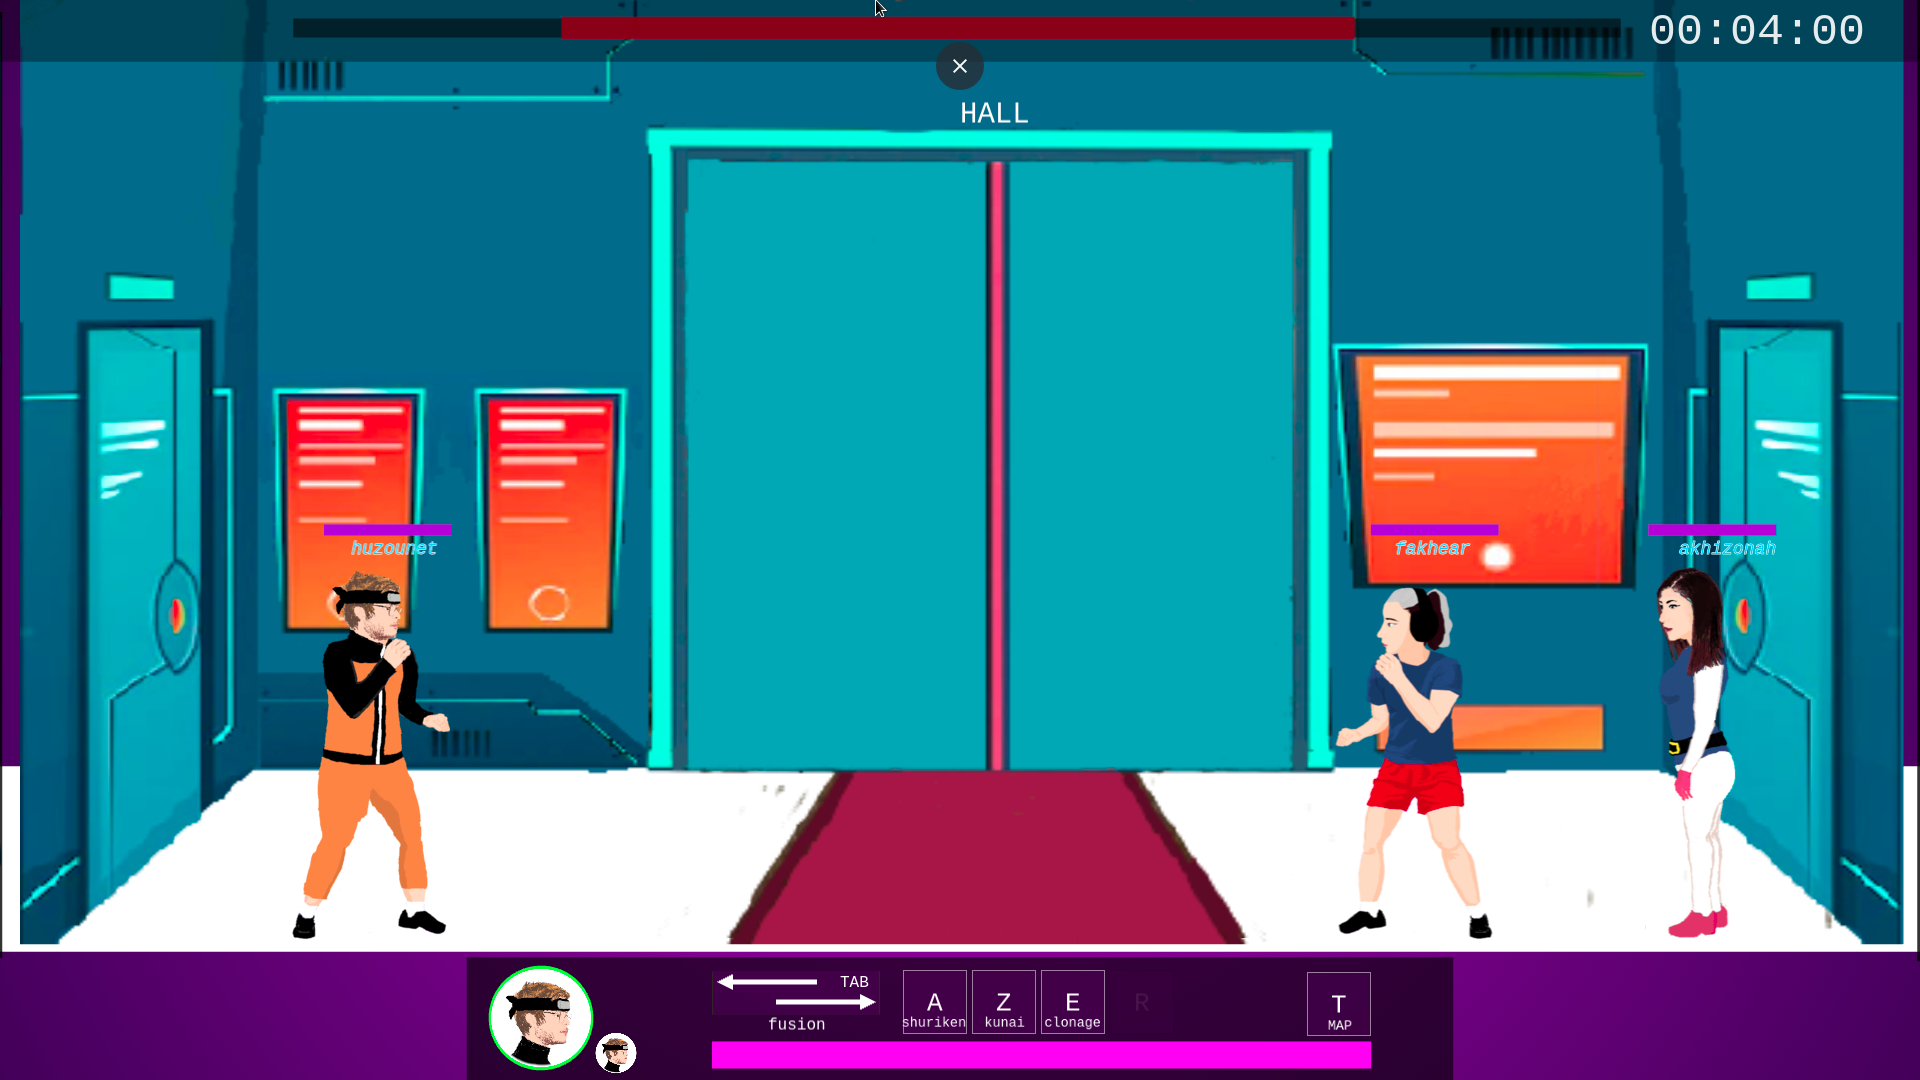 00:04:00
HALL
huzounet
fakhear
akhizonah
TAB
fusion
A
shuriken
Z
kunai
E
clonage
R
T
MAP